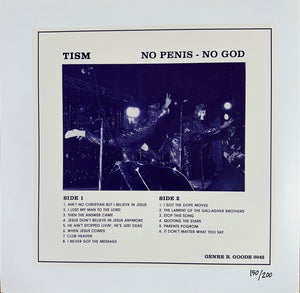 TISM
NO PENIS - NO GOD
SIDE 1
1. AIN'T NO CHRISTIAN BUT I BELIEVE IN JESUS
2. I LOST MY MAN TO THE LORD
3. THEN THE ANSWER CAME
4. JESUS DON'T BELIEVE IN JESUS ANYMORE
5. HE AIN'T STOPPED LIVIN', HE'S JUST DEAD
6. WHEN JESUS COMES
7. CLUB HEAVEN
8. I NEVER GOT THE MESSAGE
SIDE 2
1. I GOT THE DOPE MOVES
2. THE LAMENT OF THE GALLAGHER BROTHERS
3. STOP THIS SONG
4. QUOTING THE STARS
5. PARENTS POGROM
6. IT DON'T MATTER WHAT YOU SAY
GENRE B. GOODE 0042
190/200